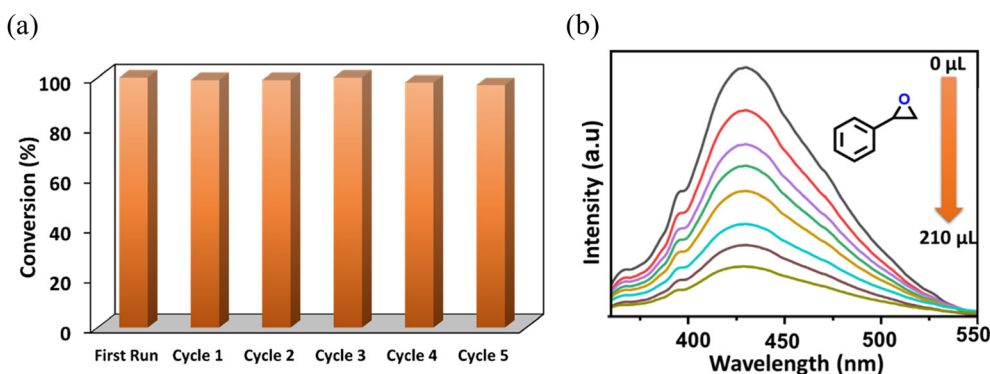 (a)
Conversion (%)
100
80
60
40
20
0
First Run Cycle 1 Cycle 2 Cycle 3 Cycle 4 Cycle 5
(b)
Intensity (a.u)
0 µL
O
210 µL
400 450 500 550
Wavelength (nm)